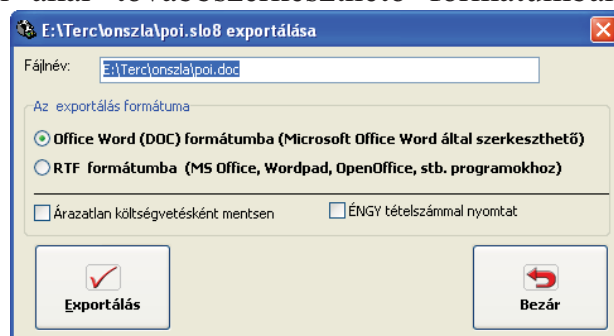 továbbszerkeszthető
E:\Terc\onszla\poi.slo8 exportálása
Fájlnév: E:\Terc\onszla\poi.doc
Az exportálás formátuma
Office Word (DOC) formátumba (Microsoft Office Word által szerkeszthető)
RTF formátumba (MS Office, Wordpad, OpenOffice, stb. programokhoz)
Árazatlan költségvetésként mentsen ÉNGY tételszámmal nyomtat
Exportálás Bezár